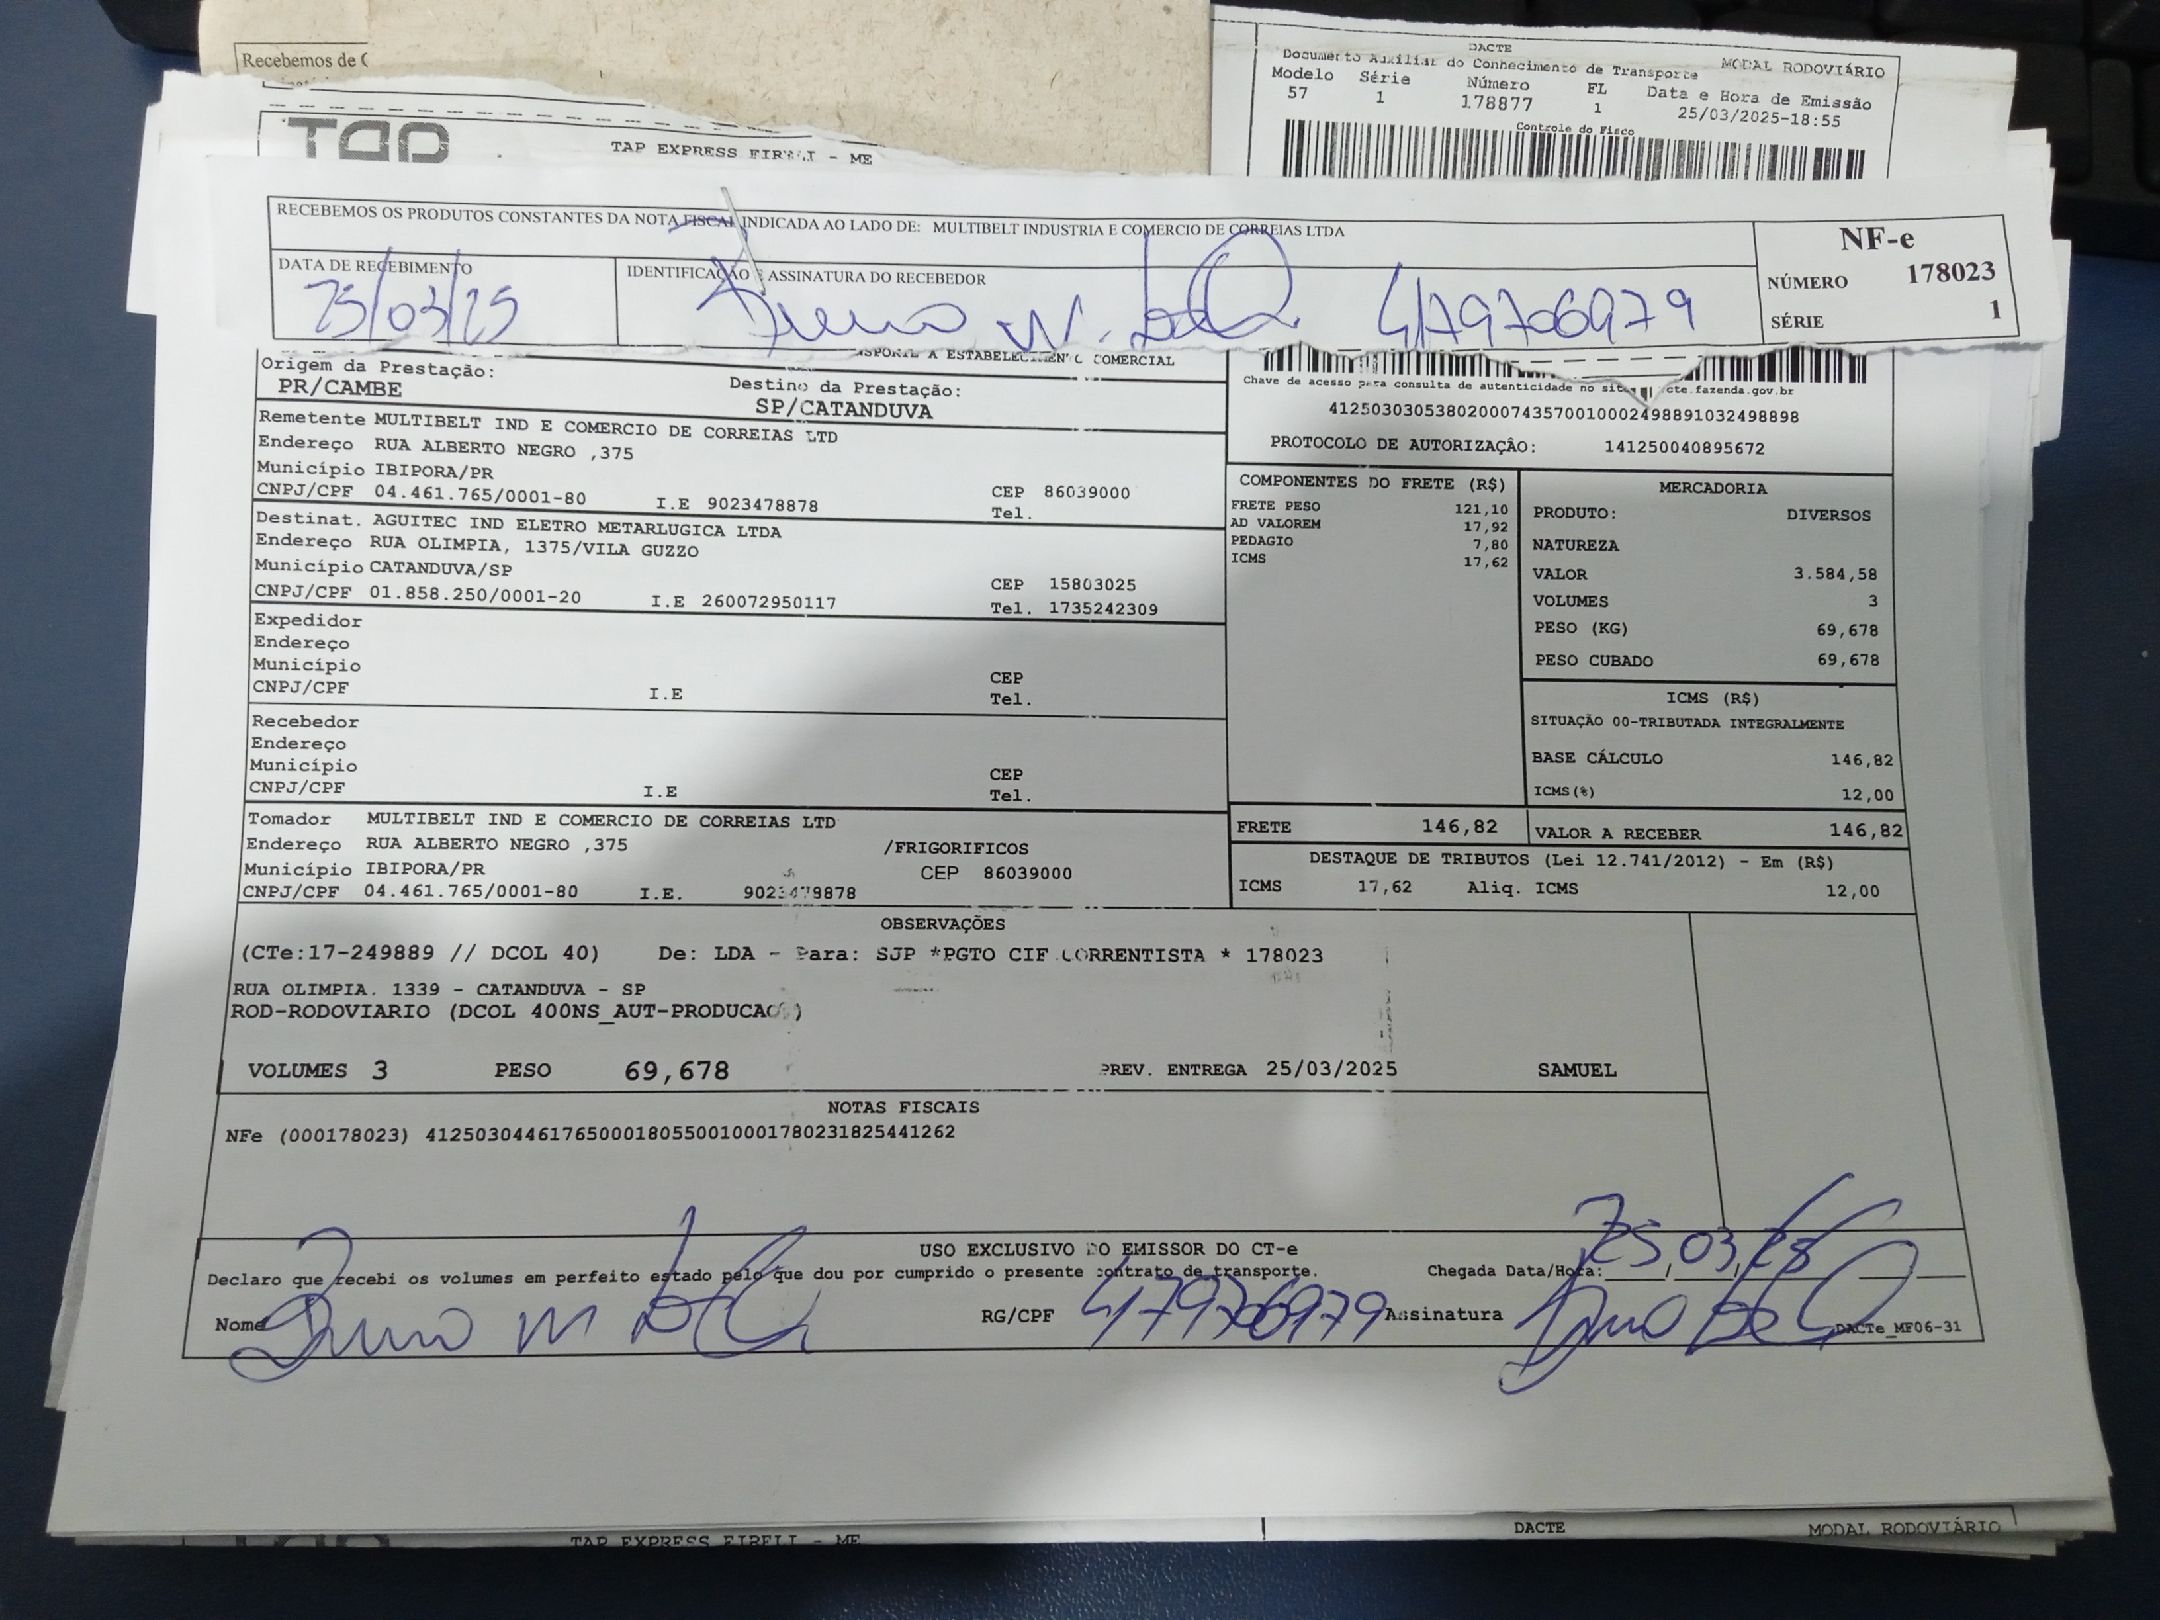 Recebemos de
DACTE
Documento Auxiliar do Conhecimento de Transporte MODAL RODOVIÁRIO
Modelo Série Número FL Data e Hora de Emissão
57 1 178877 1 25/03/2025-18:55
Controle do Fisco
TAP
TAP EXPRESS EIRELI - ME
RECEBEMOS OS PRODUTOS CONSTANTES DA NOTA FISCAL INDICADA AO LADO DE: MULTIBELT INDUSTRIA E COMERCIO DE CORREIAS LTDA
NF-e
NÚMERO 178023
SÉRIE 1
DATA DE RECEBIMENTO
25/03/25
IDENTIFICAÇÃO E ASSINATURA DO RECEBEDOR
479706979
A ESTABELECIMENTO COMERCIAL
Origem da Prestação:
PR/CAMBE
Destino da Prestação:
SP/CATANDUVA
Chave de acesso para consulta de autenticidade no site cte.fazenda.gov.br
41250303053802000743570010002498891032498898
PROTOCOLO DE AUTORIZAÇÂO: 141250040895672
Remetente MULTIBELT IND E COMERCIO DE CORREIAS LTD
Endereço RUA ALBERTO NEGRO ,375
Município IBIPORA/PR
CEP 86039000
CNPJ/CPF 04.461.765/0001-80 I.E 9023478878 Tel.
Destinat. AGUITEC IND ELETRO METARLUGICA LTDA
Endereço RUA OLIMPIA, 1375/VILA GUZZO
Município CATANDUVA/SP CEP 15803025
CNPJ/CPF 01.858.250/0001-20 I.E 260072950117 Tel. 1735242309
Expedidor
Endereço
Município CEP
CNPJ/CPF I.E Tel.
Recebedor
Endereço
Município CEP
CNPJ/CPF I.E Tel.
Tomador MULTIBELT IND E COMERCIO DE CORREIAS LTD
Endereço RUA ALBERTO NEGRO ,375 /FRIGORIFICOS
Município IBIPORA/PR CEP 86039000
CNPJ/CPF 04.461.765/0001-80 I.E. 9023478878
COMPONENTES DO FRETE (R$)
FRETE PESO 121,10
AD VALOREM 17,92
PEDAGIO 7,80
ICMS 17,62
MERCADORIA
PRODUTO: DIVERSOS
NATUREZA
VALOR 3.584,58
VOLUMES 3
PESO (KG) 69,678
PESO CUBADO 69,678
ICMS (R$)
SITUAÇÃO 00-TRIBUTADA INTEGRALMENTE
BASE CÁLCULO 146,82
ICMS(%) 12,00
FRETE 146,82 VALOR A RECEBER 146,82
DESTAQUE DE TRIBUTOS (Lei 12.741/2012) - Em (R$)
ICMS 17,62 Aliq. ICMS 12,00
OBSERVAÇÕES
(CTe:17-249889 // DCOL 40) De: LDA - Para: SJP *PGTO CIF CORRENTISTA * 178023
RUA OLIMPIA. 1339 - CATANDUVA - SP
ROD-RODOVIARIO (DCOL 400NS_AUT-PRODUCAO)
VOLUMES 3 PESO 69,678 PREV. ENTREGA 25/03/2025 SAMUEL
NOTAS FISCAIS
NFe (000178023) 41250304461765000180550010001780231825441262
USO EXCLUSIVO DO EMISSOR DO CT-e
Declaro que recebi os volumes em perfeito estado pelo que dou por cumprido o presente contrato de transporte. Chegada Data/Hora: 25/03/25
Nome RG/CPF 479706979 Assinatura
DACTe_MF06-31
TAP EXPRESS EIRELI - ME DACTE MODAL RODOVIÁRIO